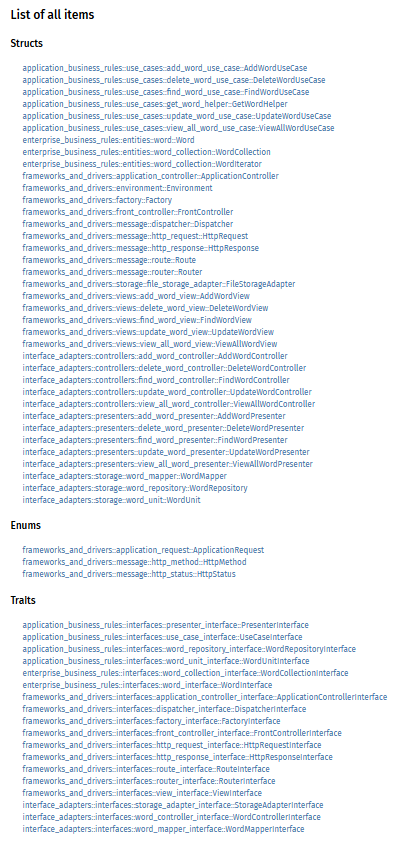 List of all items
Structs
application_business_rules::use_cases::add_word_use_case::AddWordUseCase
application_business_rules::use_cases::delete_word_use_case::DeleteWordUseCase
application_business_rules::use_cases::find_word_use_case::FindWordUseCase
application_business_rules::use_cases::get_word_helper::GetWordHelper
application_business_rules::use_cases::update_word_use_case::UpdateWordUseCase
application_business_rules::use_cases::view_all_word_use_case::ViewAllWordUseCase
enterprise_business_rules::entities::word::Word
enterprise_business_rules::entities::word_collection::WordCollection
enterprise_business_rules::entities::word_collection::WordIterator
frameworks_and_drivers::application_controller::ApplicationController
frameworks_and_drivers::environment::Environment
frameworks_and_drivers::factory::Factory
frameworks_and_drivers::front_controller::FrontController
frameworks_and_drivers::message::dispatcher::Dispatcher
frameworks_and_drivers::message::http_request::HttpRequest
frameworks_and_drivers::message::http_response::HttpResponse
frameworks_and_drivers::message::route::Route
frameworks_and_drivers::message::router::Router
frameworks_and_drivers::storage::file_storage_adapter::FileStorageAdapter
frameworks_and_drivers::views::add_word_view::AddWordView
frameworks_and_drivers::views::delete_word_view::DeleteWordView
frameworks_and_drivers::views::find_word_view::FindWordView
frameworks_and_drivers::views::update_word_view::UpdateWordView
frameworks_and_drivers::views::view_all_word_view::ViewAllWordView
interface_adapters::controllers::add_word_controller::AddWordController
interface_adapters::controllers::delete_word_controller::DeleteWordController
interface_adapters::controllers::find_word_controller::FindWordController
interface_adapters::controllers::update_word_controller::UpdateWordController
interface_adapters::controllers::view_all_word_controller::ViewAllWordController
interface_adapters::presenters::add_word_presenter::AddWordPresenter
interface_adapters::presenters::delete_word_presenter::DeleteWordPresenter
interface_adapters::presenters::find_word_presenter::FindWordPresenter
interface_adapters::presenters::update_word_presenter::UpdateWordPresenter
interface_adapters::presenters::view_all_word_presenter::ViewAllWordPresenter
interface_adapters::storage::word_mapper::WordMapper
interface_adapters::storage::word_repository::WordRepository
interface_adapters::storage::word_unit::WordUnit
Enums
frameworks_and_drivers::application_request::ApplicationRequest
frameworks_and_drivers::message::http_method::HttpMethod
frameworks_and_drivers::message::http_status::HttpStatus
Traits
application_business_rules::interfaces::presenter_interface::PresenterInterface
application_business_rules::interfaces::use_case_interface::UseCaseInterface
application_business_rules::interfaces::word_repository_interface::WordRepositoryInterface
application_business_rules::interfaces::word_unit_interface::WordUnitInterface
enterprise_business_rules::interfaces::word_collection_interface::WordCollectionInterface
enterprise_business_rules::interfaces::word_interface::WordInterface
frameworks_and_drivers::interfaces::application_controller_interface::ApplicationControllerInterface
frameworks_and_drivers::interfaces::dispatcher_interface::DispatcherInterface
frameworks_and_drivers::interfaces::factory_interface::FactoryInterface
frameworks_and_drivers::interfaces::front_controller_interface::FrontControllerInterface
frameworks_and_drivers::interfaces::http_request_interface::HttpRequestInterface
frameworks_and_drivers::interfaces::http_response_interface::HttpResponseInterface
frameworks_and_drivers::interfaces::route_interface::RouteInterface
frameworks_and_drivers::interfaces::router_interface::RouterInterface
frameworks_and_drivers::interfaces::view_interface::ViewInterface
interface_adapters::interfaces::storage_adapter_interface::StorageAdapterInterface
interface_adapters::interfaces::word_controller_interface::WordControllerInterface
interface_adapters::interfaces::word_mapper_interface::WordMapperInterface